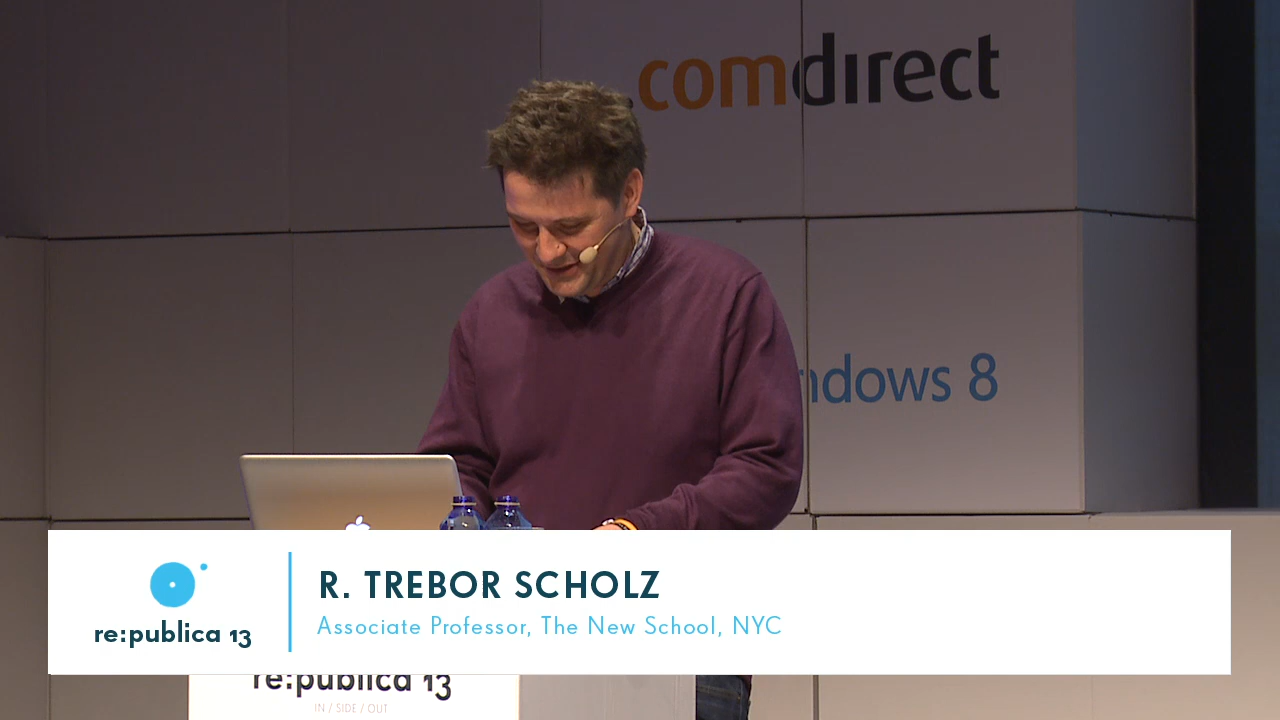 .comdirect
ndows 8
R. TREBOR SCHOLZ
Associate Professor, The New School, NYC
re:publica 13
re:publica 13
IN / SIDE / OUT